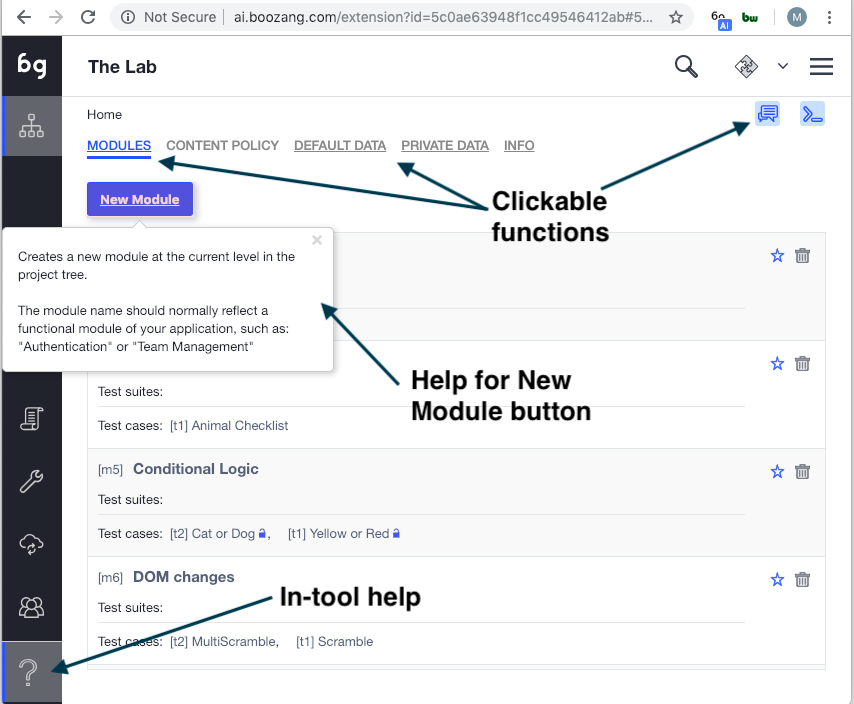 Not Secure | ai.boozang.com/extension?id=5c0ae63948f1cc49546412ab#5...
AI
bw
M
bg
The Lab
Home
MODULES CONTENT POLICY DEFAULT DATA PRIVATE DATA INFO
Clickable
functions
New Module
Creates a new module at the current level in the
project tree.
The module name should normally reflect a
functional module of your application, such as:
"Authentication" or "Team Management"
Help for New
Module button
Test suites:
Test cases: [t1] Animal Checklist
[m5] Conditional Logic
Test suites:
Test cases: [t2] Cat or Dog, [t1] Yellow or Red
[m6] DOM changes
In-tool help
Test suites:
Test cases: [t2] MultiScramble, [t1] Scramble
?